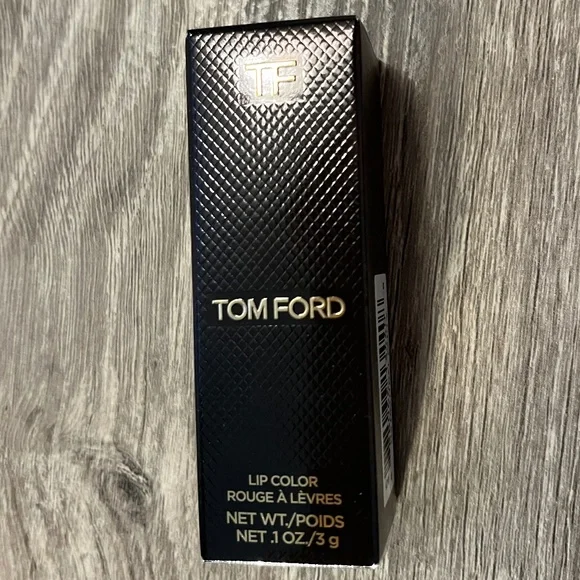 TF
TOM FORD
LIP COLOR
ROUGE À LÈVRES
NET WT./POIDS
NET .1 OZ./3 g